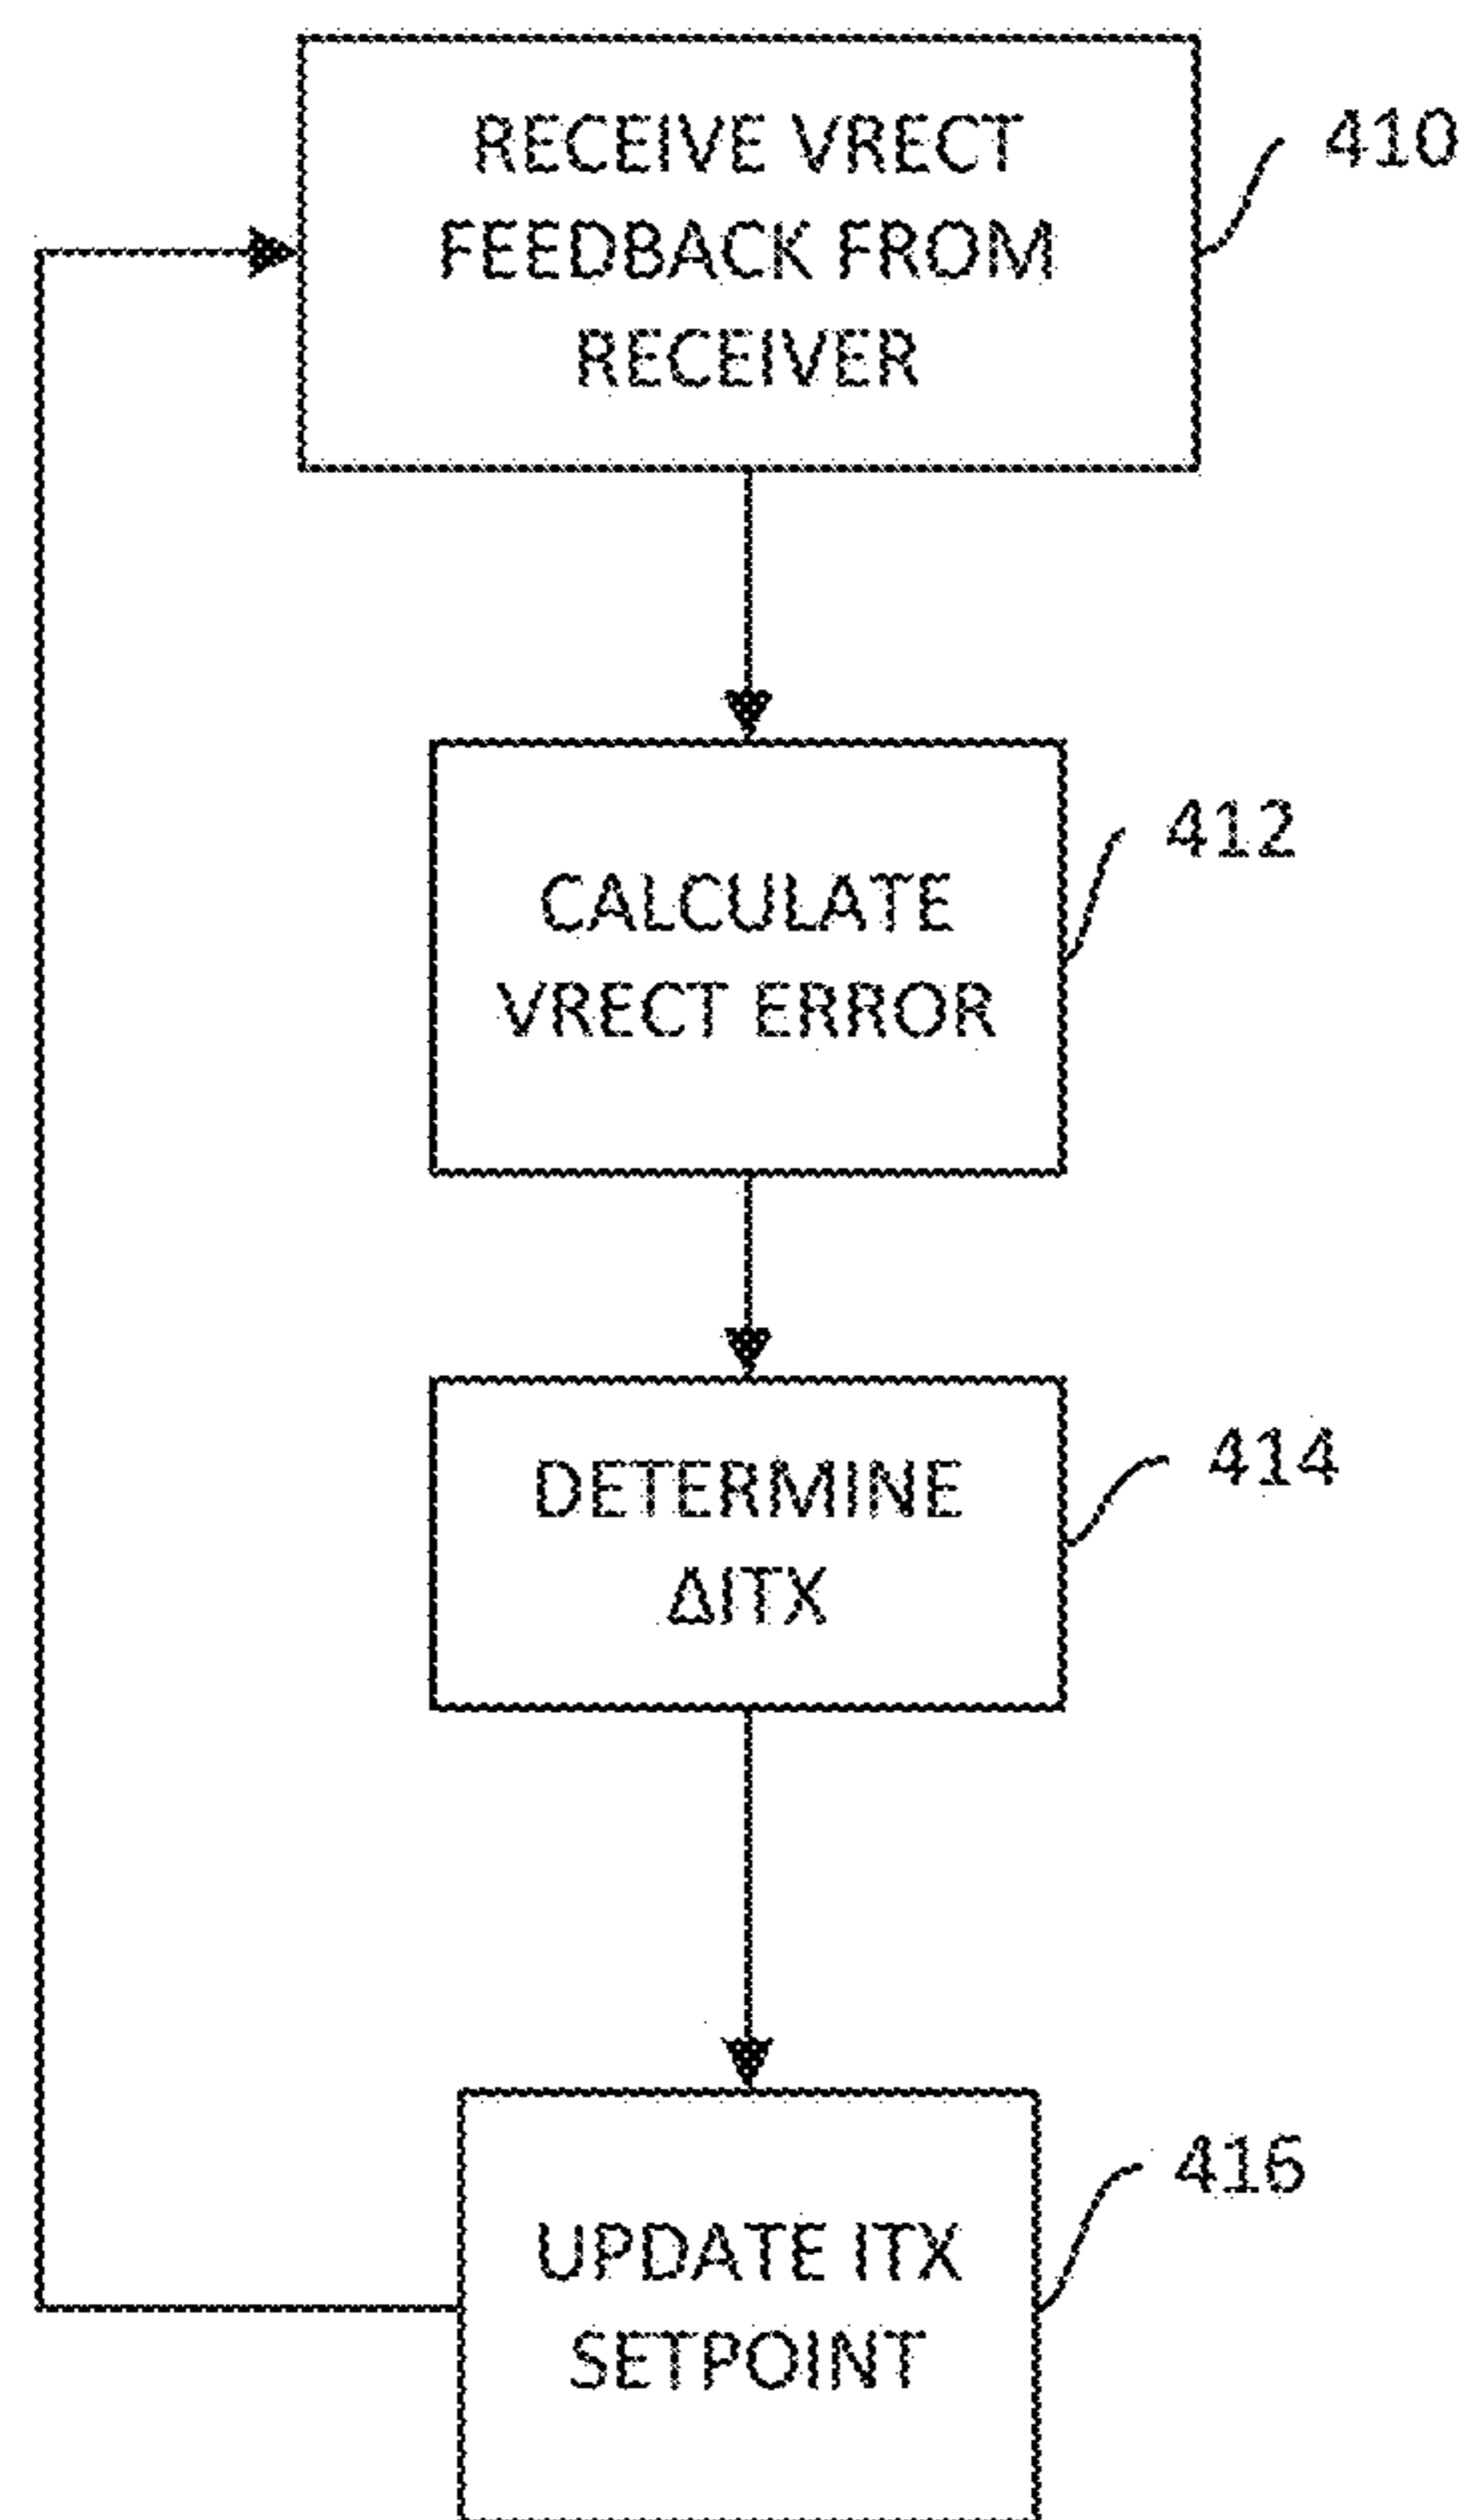 RECEIVE VRECT
FEEDBACK FROM
RECEIVER
410
CALCULATE
VRECT ERROR
412
DETERMINE
ΔITX
414
UPDATE ITX
SETPOINT
416